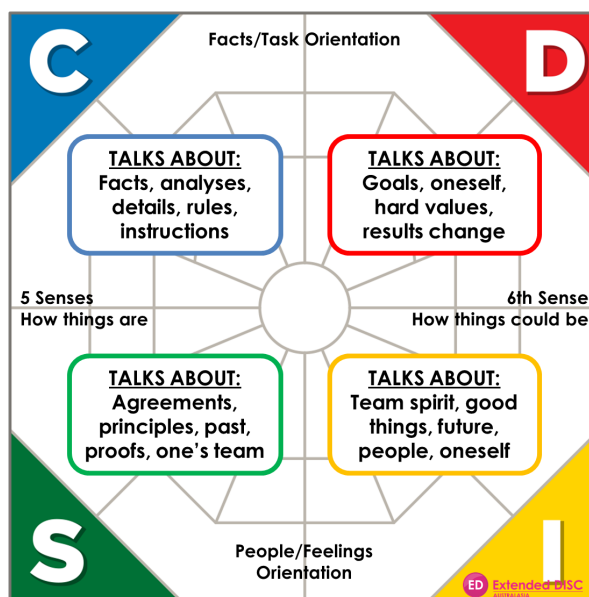 C
Facts/Task Orientation
D
TALKS ABOUT:
Facts, analyses,
details, rules,
instructions
TALKS ABOUT:
Goals, oneself,
hard values,
results change
5 Senses
How things are
6th Sense
How things could be
TALKS ABOUT:
Agreements,
principles, past,
proofs, one's team
TALKS ABOUT:
Team spirit, good
things, future,
people, oneself
S
People/Feelings
Orientation
I
ED Extended DISC
AUSTRALASIA